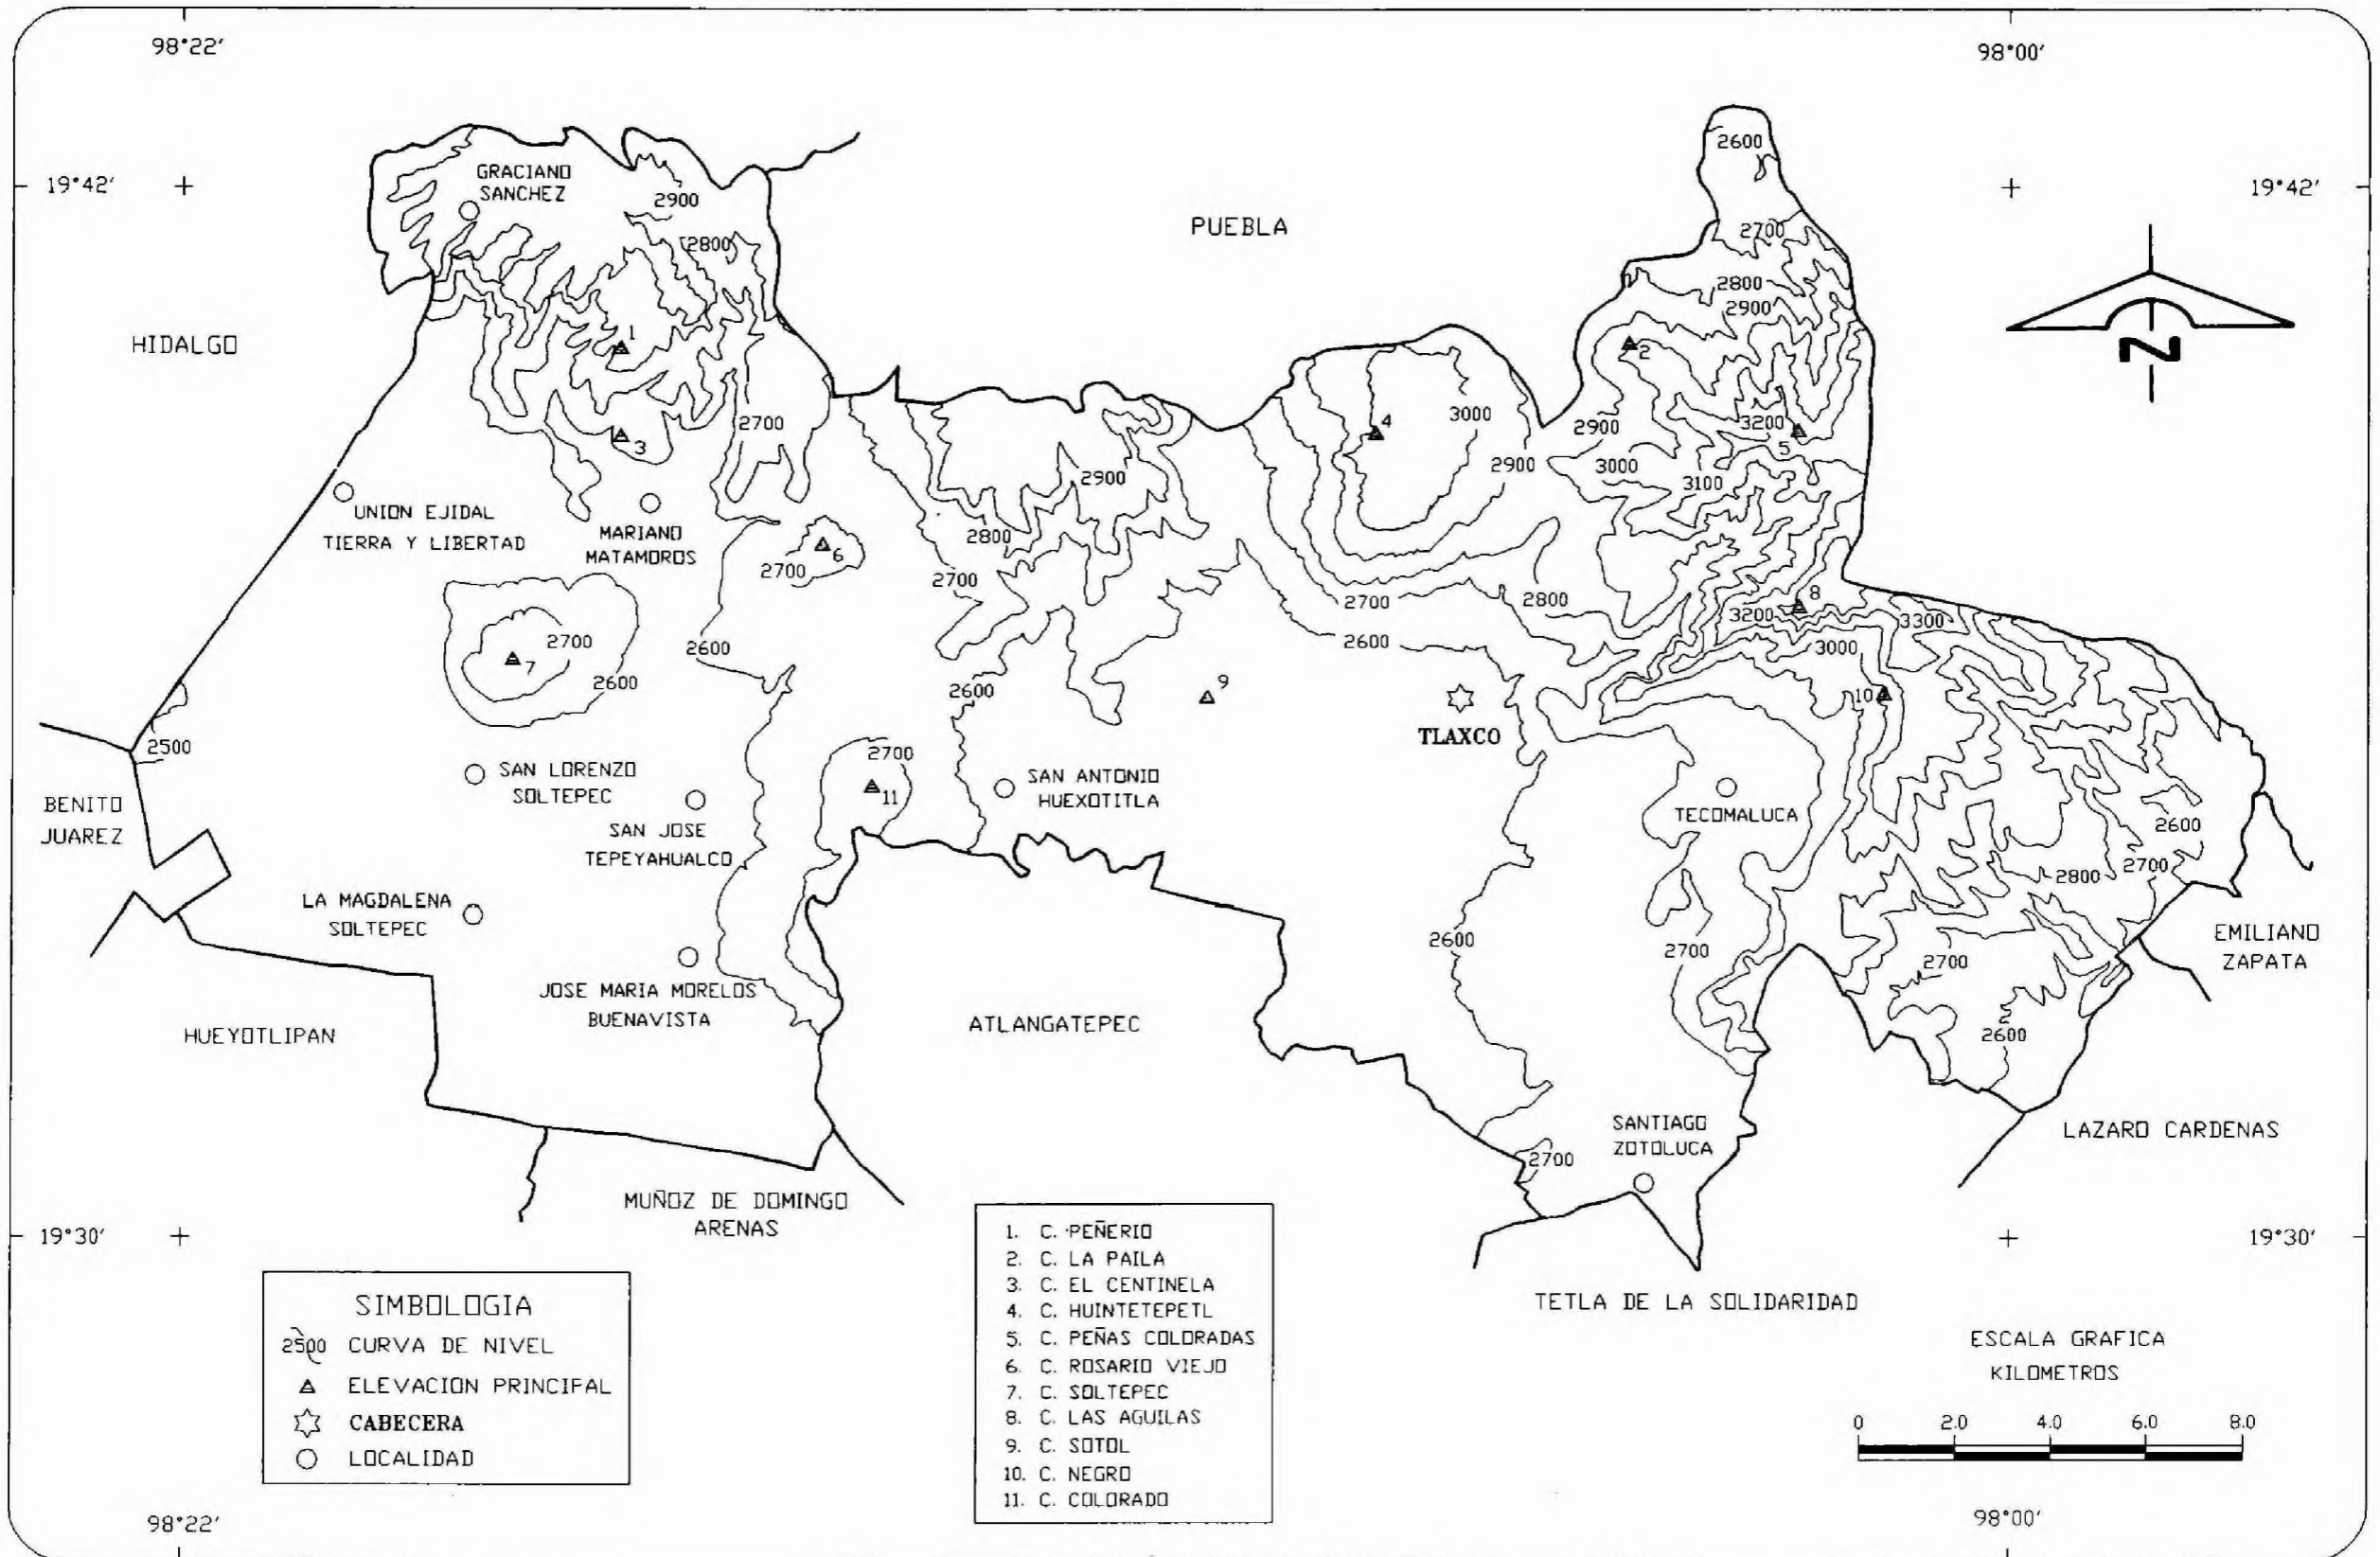 98°22'
98°00'
19°42'
19°42'
HIDALGO
PUEBLA
GRACIANO
SANCHEZ
2900
2800
1
3
2700
UNION EJIDAL
TIERRA Y LIBERTAD
MARIANO
MATAMOROS
6
2700
2700
7
2600
2600
2500
BENITO
JUAREZ
SAN LORENZO
SOLTEPEC
SAN JOSE
TEPEYAHUALCO
LA MAGDALENA
SOLTEPEC
JOSE MARIA MORELOS
BUENAVISTA
HUEYOTLIPAN
2700
11
2900
2800
2700
2600
SAN ANTONIO
HUEXOTITLA
9
ATLANGATEPEC
MUÑOZ DE DOMINGO
ARENAS
4
3000
2900
2700
2800
2600
TLAXCO
2600
2600
2700
2800
2900
2
2900
3200
5
3000
3100
8
3200
3300
3000
10
TECOMALUCA
2700
2600
2800
2700
2700
2600
EMILIANO
ZAPATA
LAZARO CARDENAS
SANTIAGO
ZOTOLUCA
2700
TETLA DE LA SOLIDARIDAD
N
19°30'
19°30'
SIMBOLOGIA
2500 CURVA DE NIVEL
ELEVACION PRINCIPAL
CABECERA
LOCALIDAD
1. C. PEÑERIO
2. C. LA PAILA
3. C. EL CENTINELA
4. C. HUINTETEPETL
5. C. PEÑAS COLORADAS
6. C. ROSARIO VIEJO
7. C. SOLTEPEC
8. C. LAS AGUILAS
9. C. SOTOL
10. C. NEGRO
11. C. COLORADO
ESCALA GRAFICA
KILOMETROS
0 2.0 4.0 6.0 8.0
98°22'
98°00'